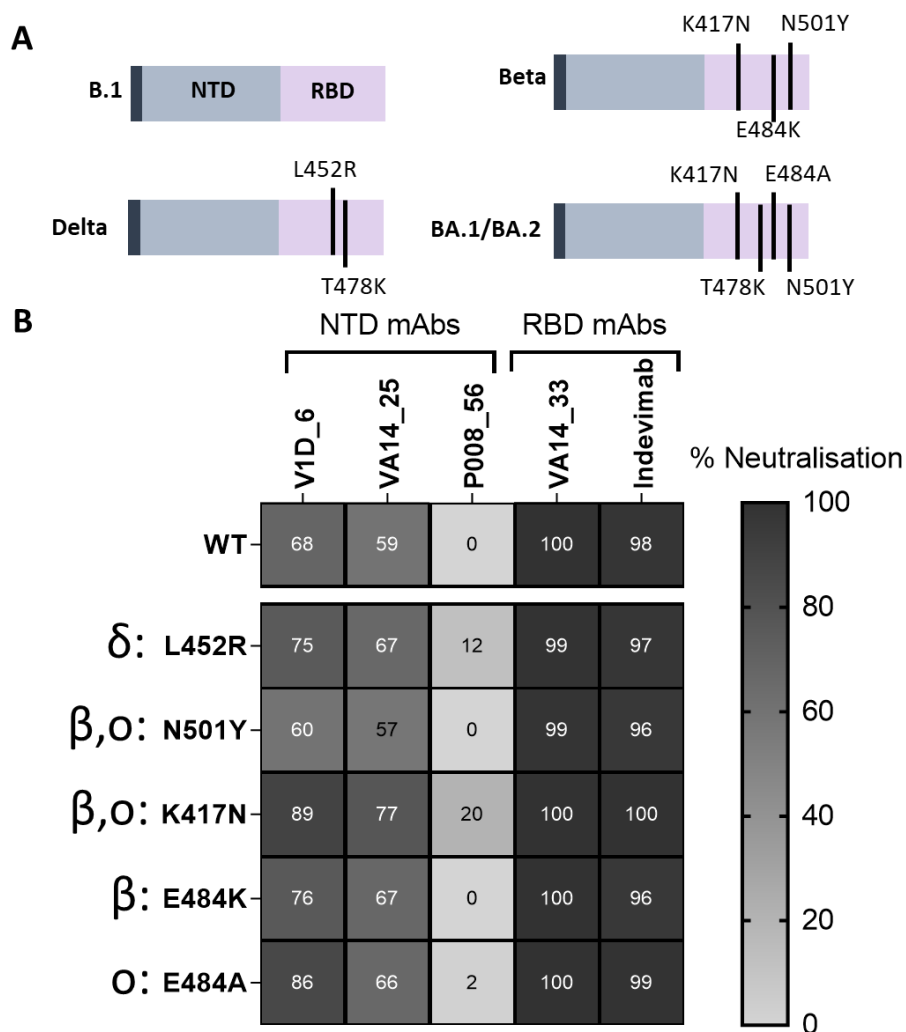 A
B.1
NTD
RBD
Beta
K417N
N501Y
E484K
Delta
L452R
T478K
BA.1/BA.2
K417N
E484A
T478K
N501Y
B
NTD mAbs
RBD mAbs
V1D_6
VA14_25
P008_56
VA14_33
Indevimab
% Neutralisation
WT
68 59 0 100 98
δ: L452R
75 67 12 99 97
β,ο: N501Y
60 57 0 99 96
β,ο: K417N
89 77 20 100 100
β: E484K
76 67 0 100 96
ο: E484A
86 66 2 100 99
100
80
60
40
20
0